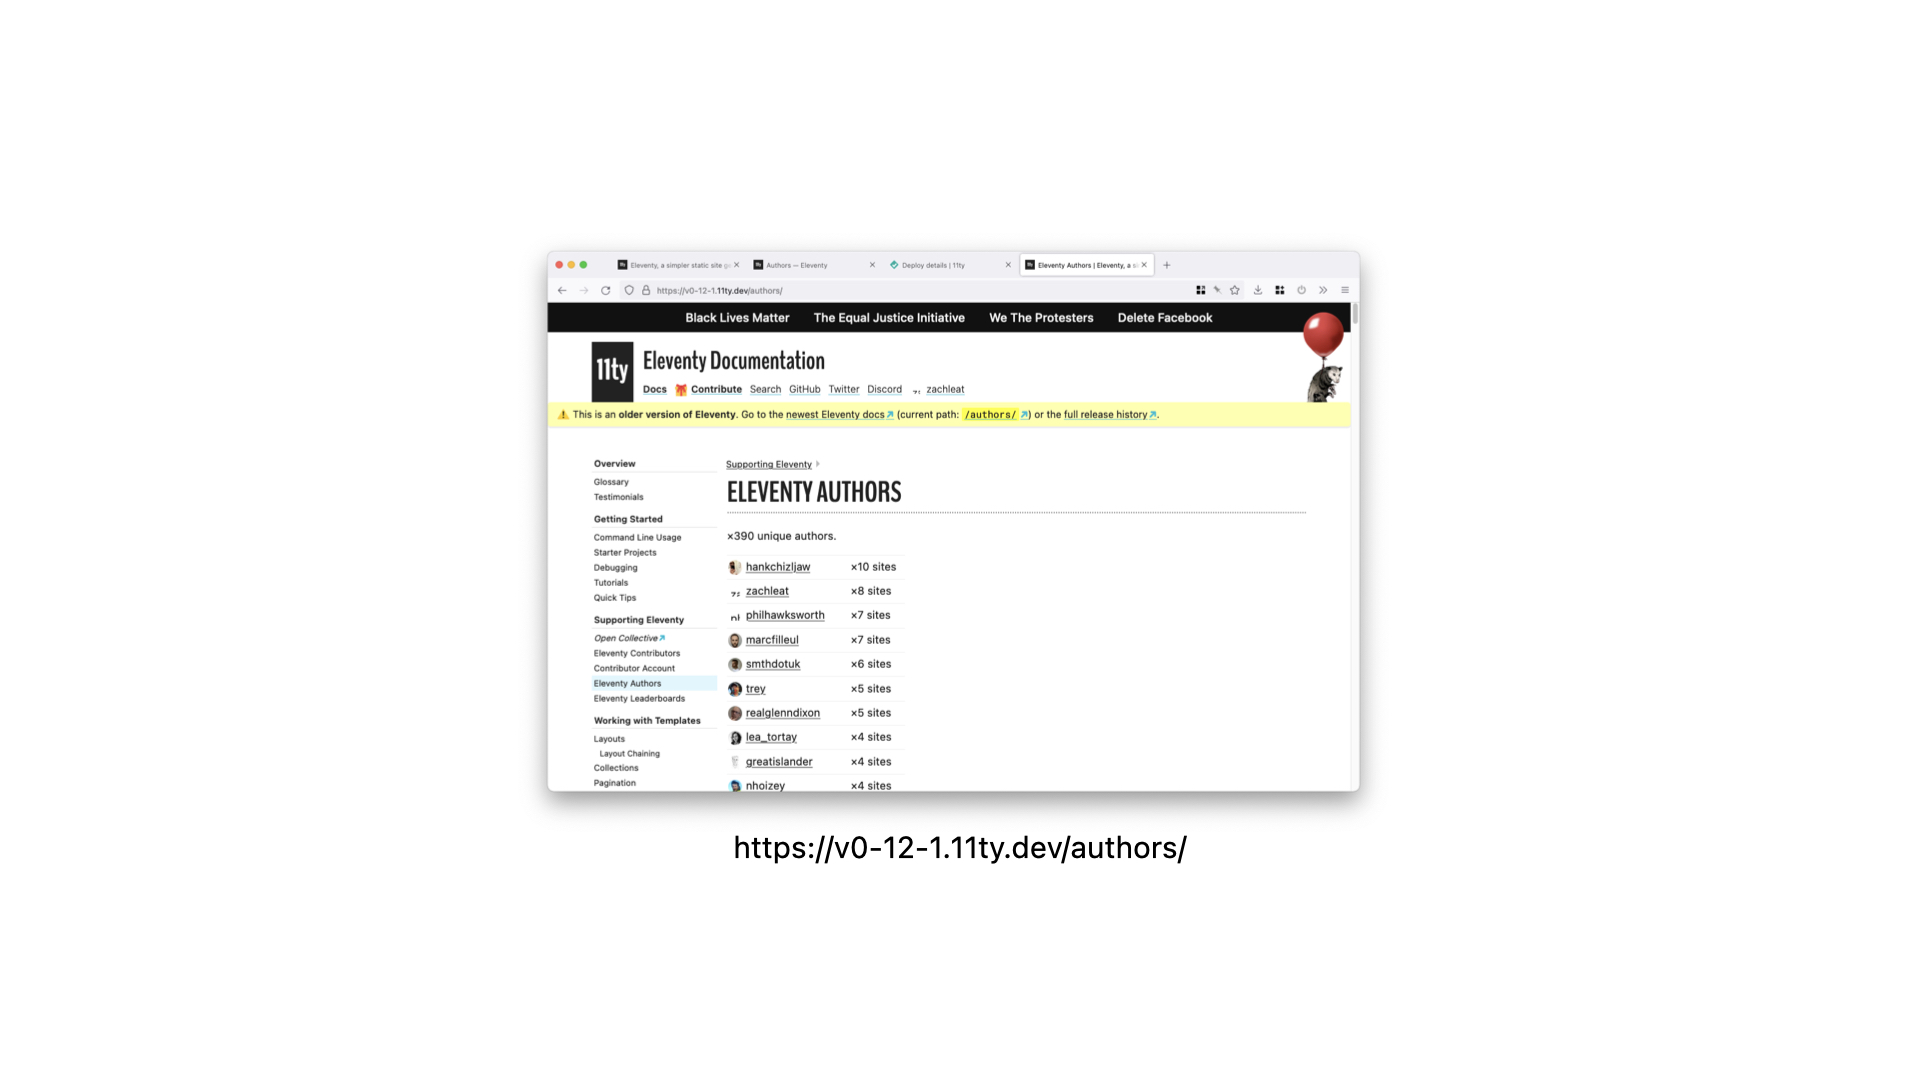 Eleventy, a simpler static site
Authors — Eleventy
Deploy details | 11ty
Eleventy Authors | Eleventy, a
https://v0-12-1.11ty.dev/authors/
Black Lives Matter The Equal Justice Initiative We The Protesters Delete Facebook
11ty
Eleventy Documentation
Docs Contribute Search GitHub Twitter Discord zachleat
This is an older version of Eleventy. Go to the newest Eleventy docs (current path: /authors/ ) or the full release history.
Overview
Glossary
Testimonials
Getting Started
Command Line Usage
Starter Projects
Debugging
Tutorials
Quick Tips
Supporting Eleventy
Open Collective
Eleventy Contributors
Contributor Account
Eleventy Authors
Eleventy Leaderboards
Working with Templates
Layouts
Layout Chaining
Collections
Pagination
Supporting Eleventy
ELEVENTY AUTHORS
×390 unique authors.
hankchizljaw ×10 sites
zachleat ×8 sites
philhawksworth ×7 sites
marcfilleul ×7 sites
smthdotuk ×6 sites
trey ×5 sites
realglenndixon ×5 sites
lea_tortay ×4 sites
greatislander ×4 sites
nhoizey ×4 sites
https://v0-12-1.11ty.dev/authors/